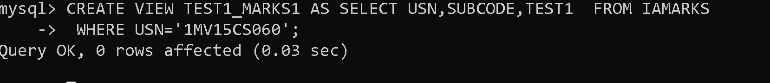 mysql> CREATE VIEW TEST1_MARKS1 AS SELECT USN,SUBCODE,TEST1  FROM IAMARKS
    ->  WHERE USN='1MV15CS060';
Query OK, 0 rows affected (0.03 sec)